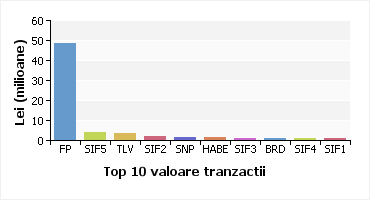 60
50
40
30
20
10
0
Lei (milioane)
FP SIF5 TLV SIF2 SNP HABE SIF3 BRD SIF4 SIF1
Top 10 valoare tranzactii